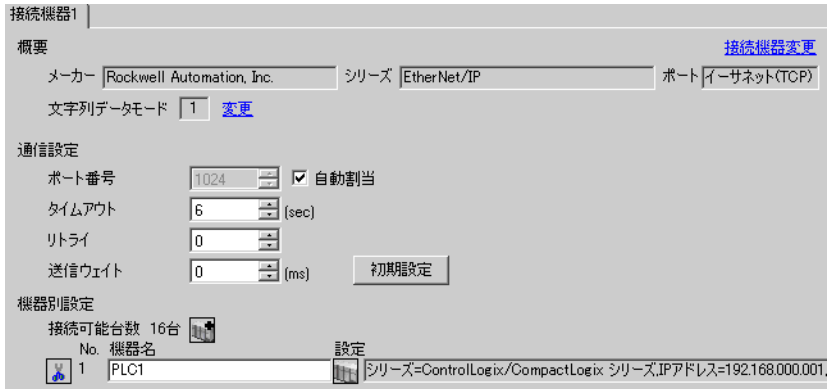 接続機器1
概要 接続機器変更
メーカー Rockwell Automation, Inc. シリーズ EtherNet/IP ポート イーサネット(TCP)
文字列データモード 1 変更
通信設定
ポート番号 1024 自動割当
タイムアウト 6 (sec)
リトライ 0
送信ウェイト 0 (ms) 初期設定
機器別設定
接続可能台数 16台
No. 機器名 設定
1 PLC1 シリーズ=ControlLogix/CompactLogix シリーズ,IPアドレス=192.168.000.001,